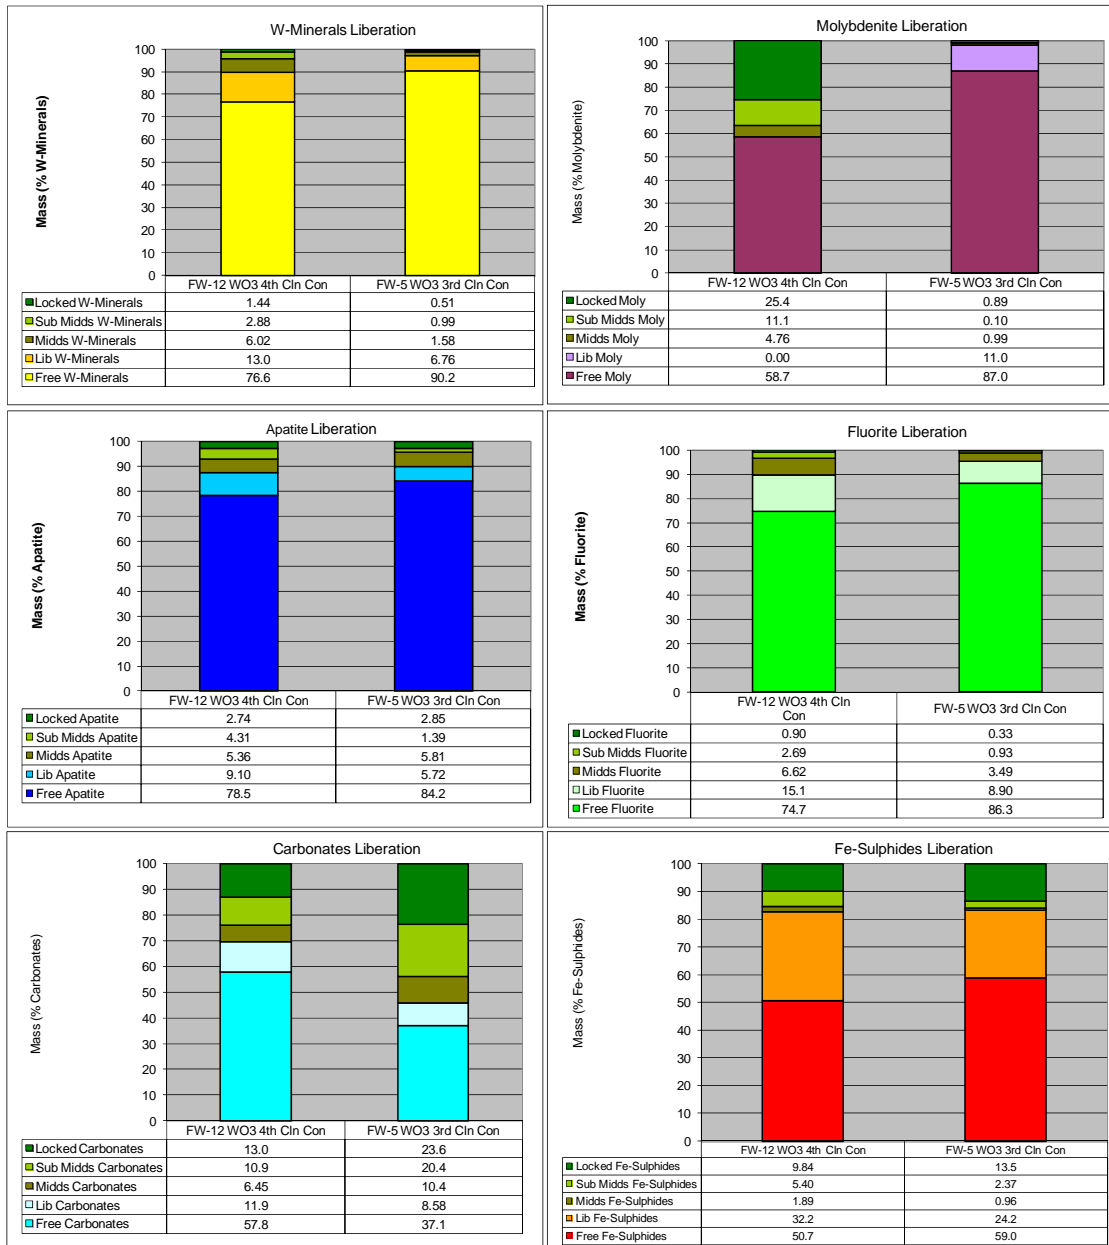 W-Minerals Liberation
Mass (% W-Minerals)
100
90
80
70
60
50
40
30
20
10
0
FW-12 WO3 4th Cln Con FW-5 WO3 3rd Cln Con
Locked W-Minerals 1.44 0.51
Sub Midds W-Minerals 2.88 0.99
Midds W-Minerals 6.02 1.58
Lib W-Minerals 13.0 6.76
Free W-Minerals 76.6 90.2
Molybdenite Liberation
Mass (% Molybdenite)
100
90
80
70
60
50
40
30
20
10
0
FW-12 WO3 4th Cln Con FW-5 WO3 3rd Cln Con
Locked Moly 25.4 0.89
Sub Midds Moly 11.1 0.10
Midds Moly 4.76 0.99
Lib Moly 0.00 11.0
Free Moly 58.7 87.0
Apatite Liberation
Mass (% Apatite)
100
90
80
70
60
50
40
30
20
10
0
FW-12 WO3 4th Cln Con FW-5 WO3 3rd Cln Con
Locked Apatite 2.74 2.85
Sub Midds Apatite 4.31 1.39
Midds Apatite 5.36 5.81
Lib Apatite 9.10 5.72
Free Apatite 78.5 84.2
Fluorite Liberation
Mass (% Fluorite)
100
90
80
70
60
50
40
30
20
10
0
FW-12 WO3 4th Cln
Con
FW-5 WO3 3rd Cln Con
Locked Fluorite 0.90 0.33
Sub Midds Fluorite 2.69 0.93
Midds Fluorite 6.62 3.49
Lib Fluorite 15.1 8.90
Free Fluorite 74.7 86.3
Carbonates Liberation
Mass (% Carbonates)
100
90
80
70
60
50
40
30
20
10
0
FW-12 WO3 4th Cln Con FW-5 WO3 3rd Cln Con
Locked Carbonates 13.0 23.6
Sub Midds Carbonates 10.9 20.4
Midds Carbonates 6.45 10.4
Lib Carbonates 11.9 8.58
Free Carbonates 57.8 37.1
Fe-Sulphides Liberation
Mass (% Fe-Sulphides)
100
90
80
70
60
50
40
30
20
10
0
FW-12 WO3 4th Cln Con FW-5 WO3 3rd Cln Con
Locked Fe-Sulphides 9.84 13.5
Sub Midds Fe-Sulphides 5.40 2.37
Midds Fe-Sulphides 1.89 0.96
Lib Fe-Sulphides 32.2 24.2
Free Fe-Sulphides 50.7 59.0